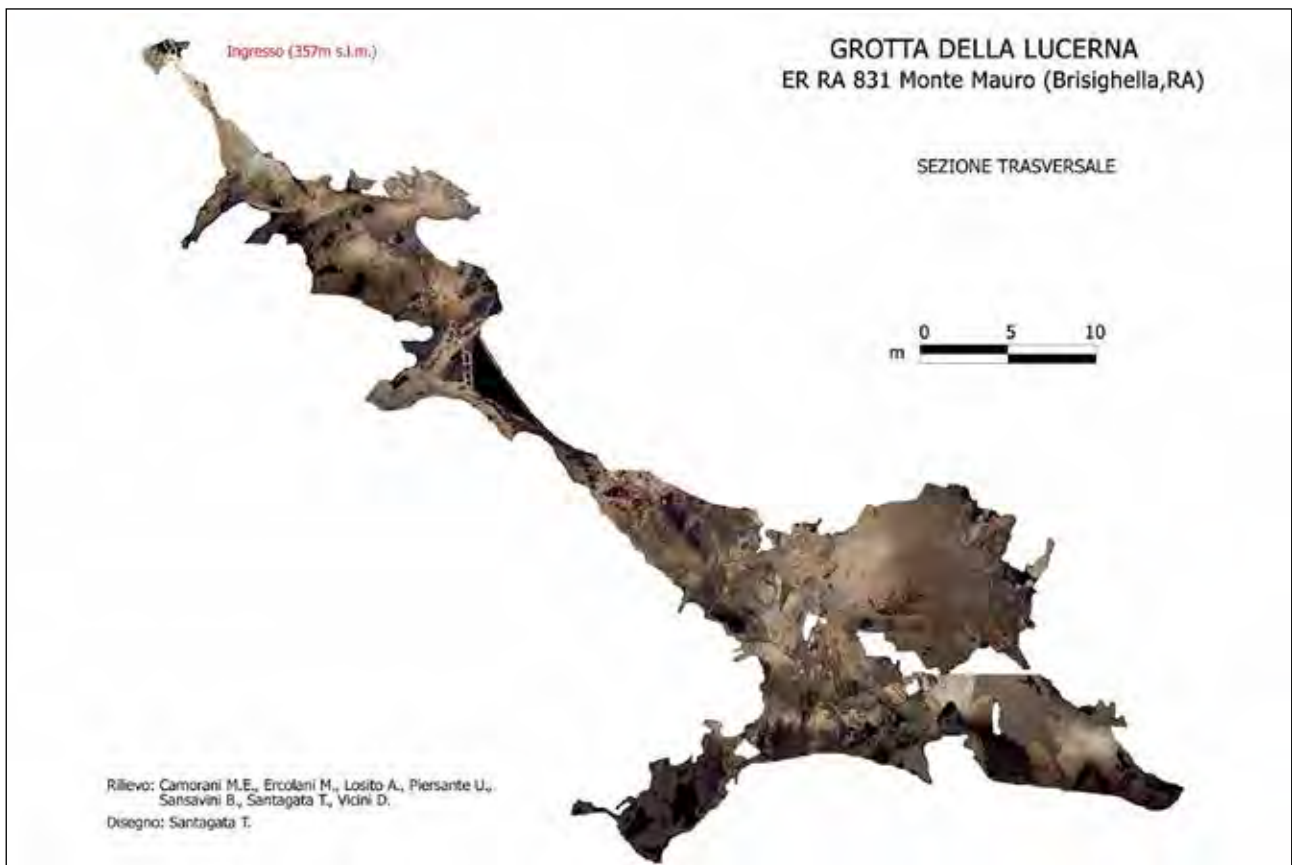 Ingresso (357m s.l.m.)
GROTTA DELLA LUCERNA
ER RA 831 Monte Mauro (Brisighella,RA)
SEZIONE TRASVERSALE
0 5 10
m
Rilievo: Camorani M.E., Ercolani M., Losito A., Piersante U.,
Sansavini B., Santagata T., Vicini D.
Disegno: Santagata T.